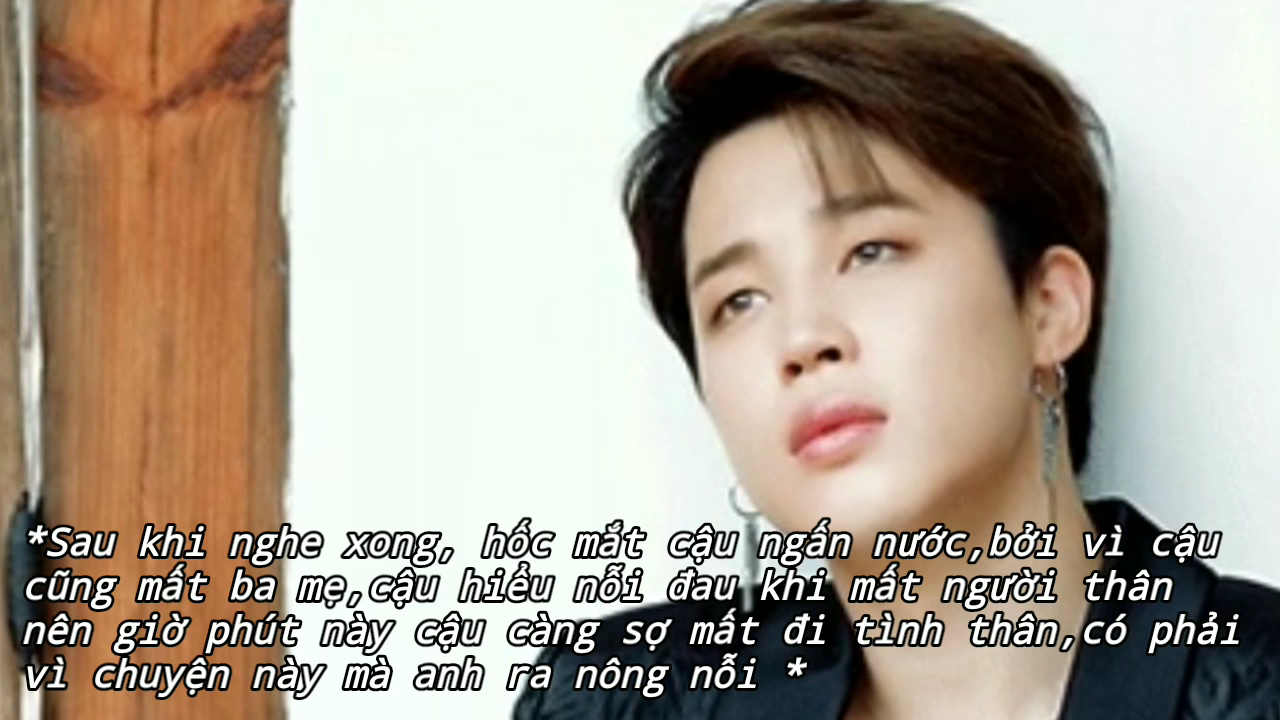 *Sau khi nghe xong, hốc mắt cậu ngấn nước,bởi vì cậu
cũng mất ba mẹ,cậu hiểu nỗi đau khi mất người thân
nên giờ phút này cậu càng sợ mất đi tình thân,có phải
vì chuyện này mà anh ra nông nỗi *